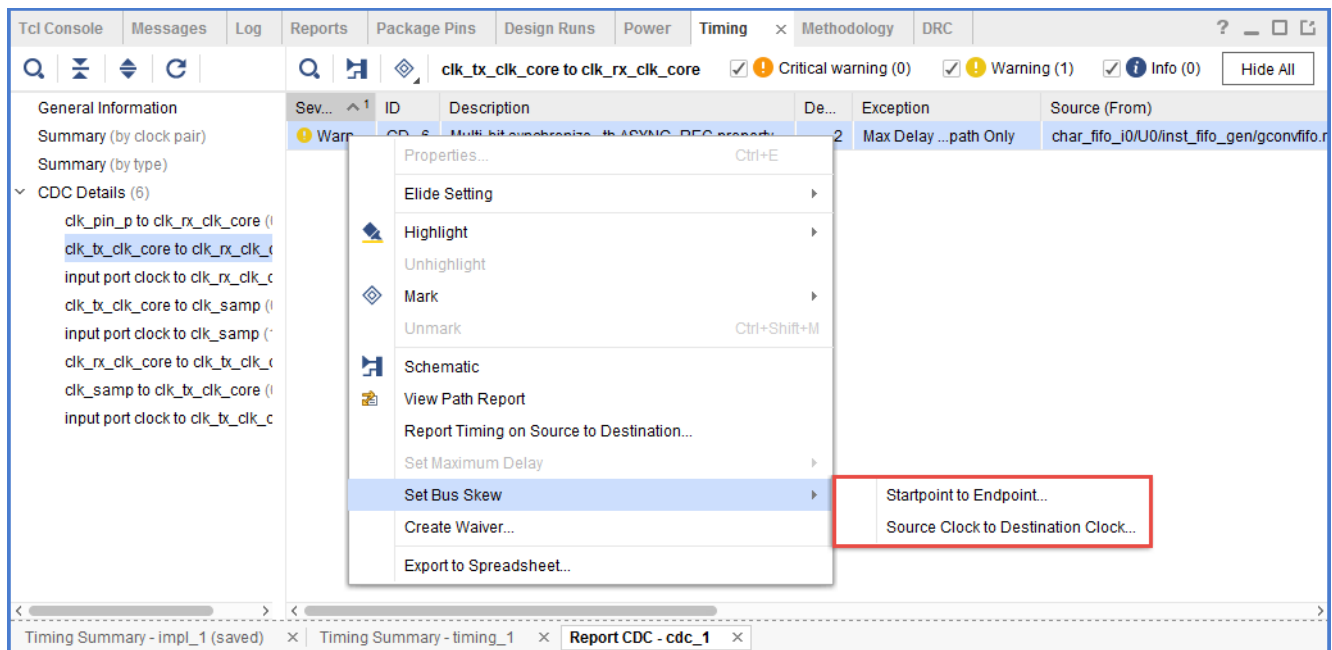 Tcl Console Messages Log Reports Package Pins Design Runs Power Timing × Methodology DRC ?
clk_tx_clk_core to clk_rx_clk_core Critical warning (0) Warning (1) Info (0) Hide All
General Information
Summary (by clock pair)
Summary (by type)
CDC Details (6)
clk_pin_p to clk_rx_clk_core (
clk_tx_clk_core to clk_rx_clk_
input port clock to clk_rx_clk_
clk_tx_clk_core to clk_samp (
input port clock to clk_samp (
clk_rx_clk_core to clk_tx_clk_
clk_samp to clk_tx_clk_core (
input port clock to clk_tx_clk_
Sev... 1 ID Description De... Exception Source (From)
Warn 2 Max Delay ...path Only char_fifo_i0/U0/inst_fifo_gen/gconvfifo.r
Properties... Ctrl+E
Elide Setting
Highlight
Unhighlight
Mark
Unmark Ctrl+Shift+M
Schematic
View Path Report
Report Timing on Source to Destination...
Set Maximum Delay
Set Bus Skew
Create Waiver...
Export to Spreadsheet...
Startpoint to Endpoint...
Source Clock to Destination Clock...
Timing Summary - impl_1 (saved) × Timing Summary - timing_1 × Report CDC - cdc_1 ×